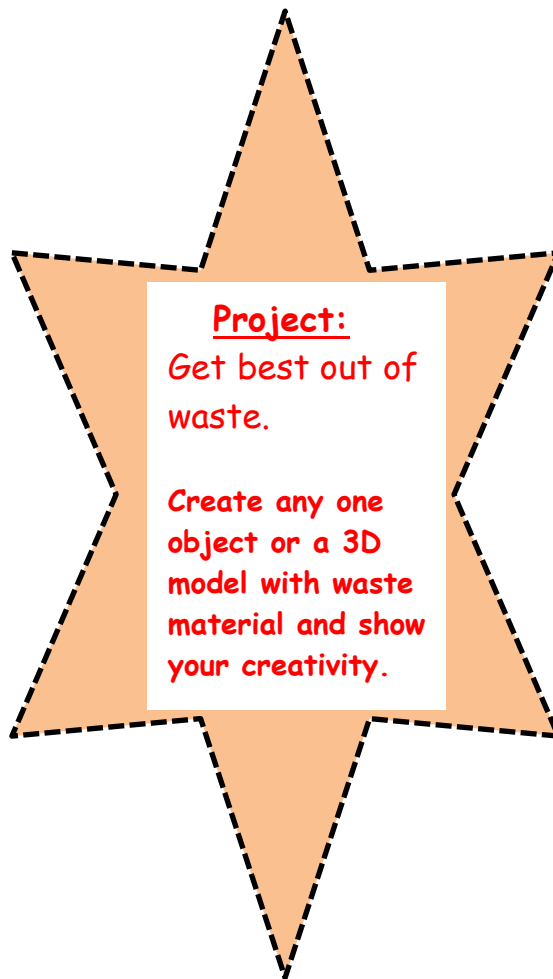 Project:
Get best out of
waste.
Create any one
object or a 3D
model with waste
material and show
your creativity.